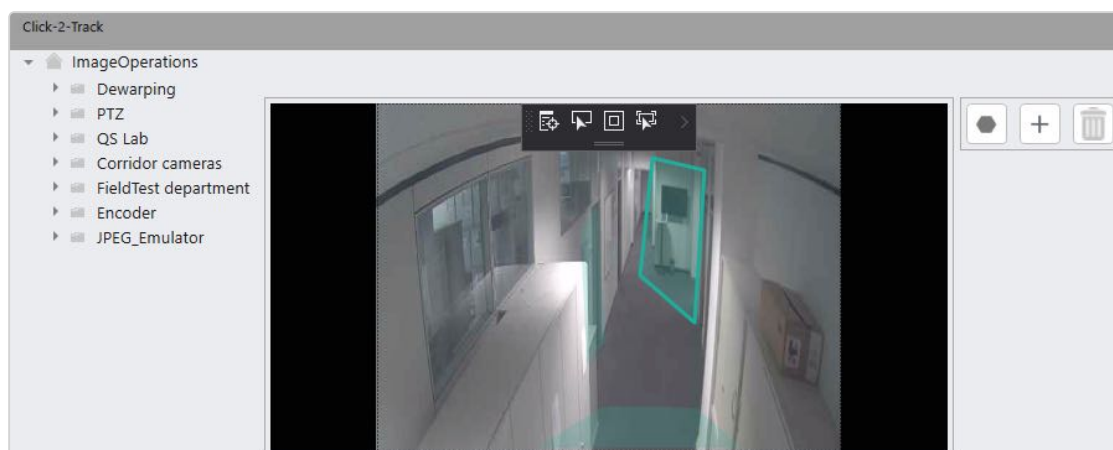 Click-2-Track
ImageOperations
Dewarping
PTZ
QS Lab
Corridor cameras
FieldTest department
Encoder
JPEG_Emulator